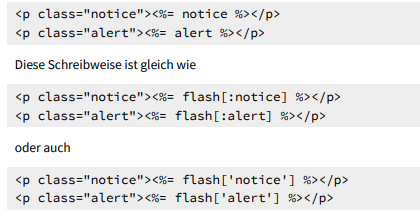 <p class="notice"><%= notice %></p>
<p class="alert"><%= alert %></p>
Diese Schreibweise ist gleich wie
<p class="notice"><%= flash[:notice] %></p>
<p class="alert"><%= flash[:alert] %></p>
oder auch
<p class="notice"><%= flash['notice'] %></p>
<p class="alert"><%= flash['alert'] %></p>